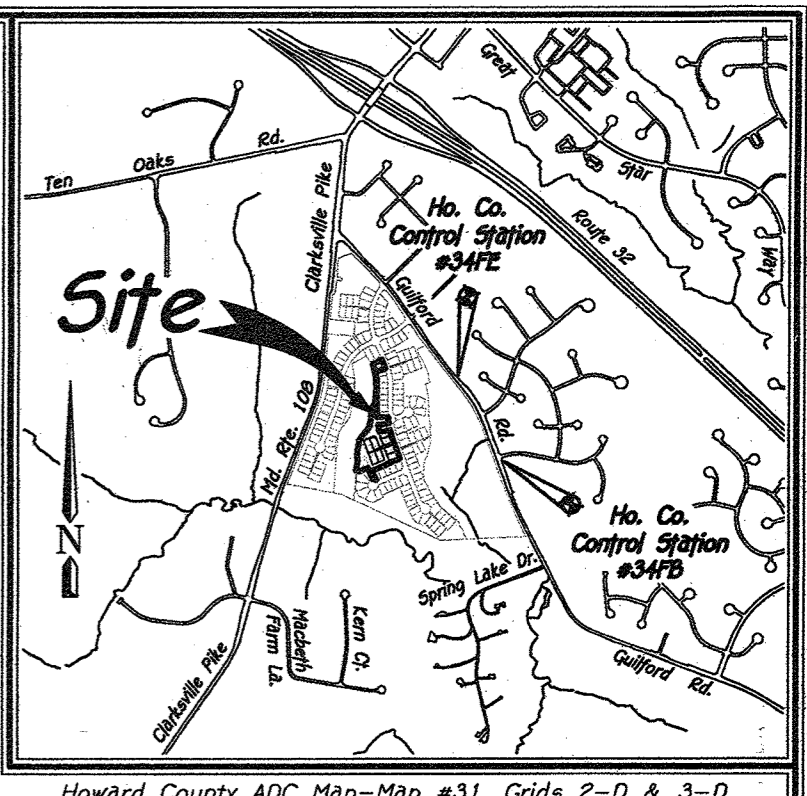 Great
Star
Way
Route 32
Ten Oaks Rd.
Clarksville Pike
Ho. Co.
Control Station
#34FE
Guilford
Rd.
Site
Md. Rte. 108
Ho. Co.
Control Station
#34FB
N
Spring Lake Dr.
Macbeth
Farm La.
Kern Ct.
Clarksville Pike
Guilford Rd.
Howard County ADC Map-Map #31, Grids 2-D & 3-D